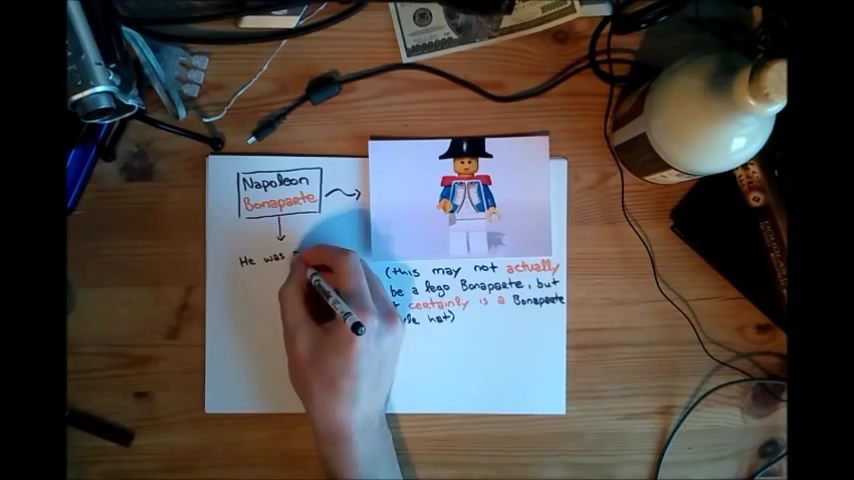 Napoleon
Bonaparte
He was
(this may not actually
be a lego Bonaparte, but
certainly is a Bonaparte
hat)